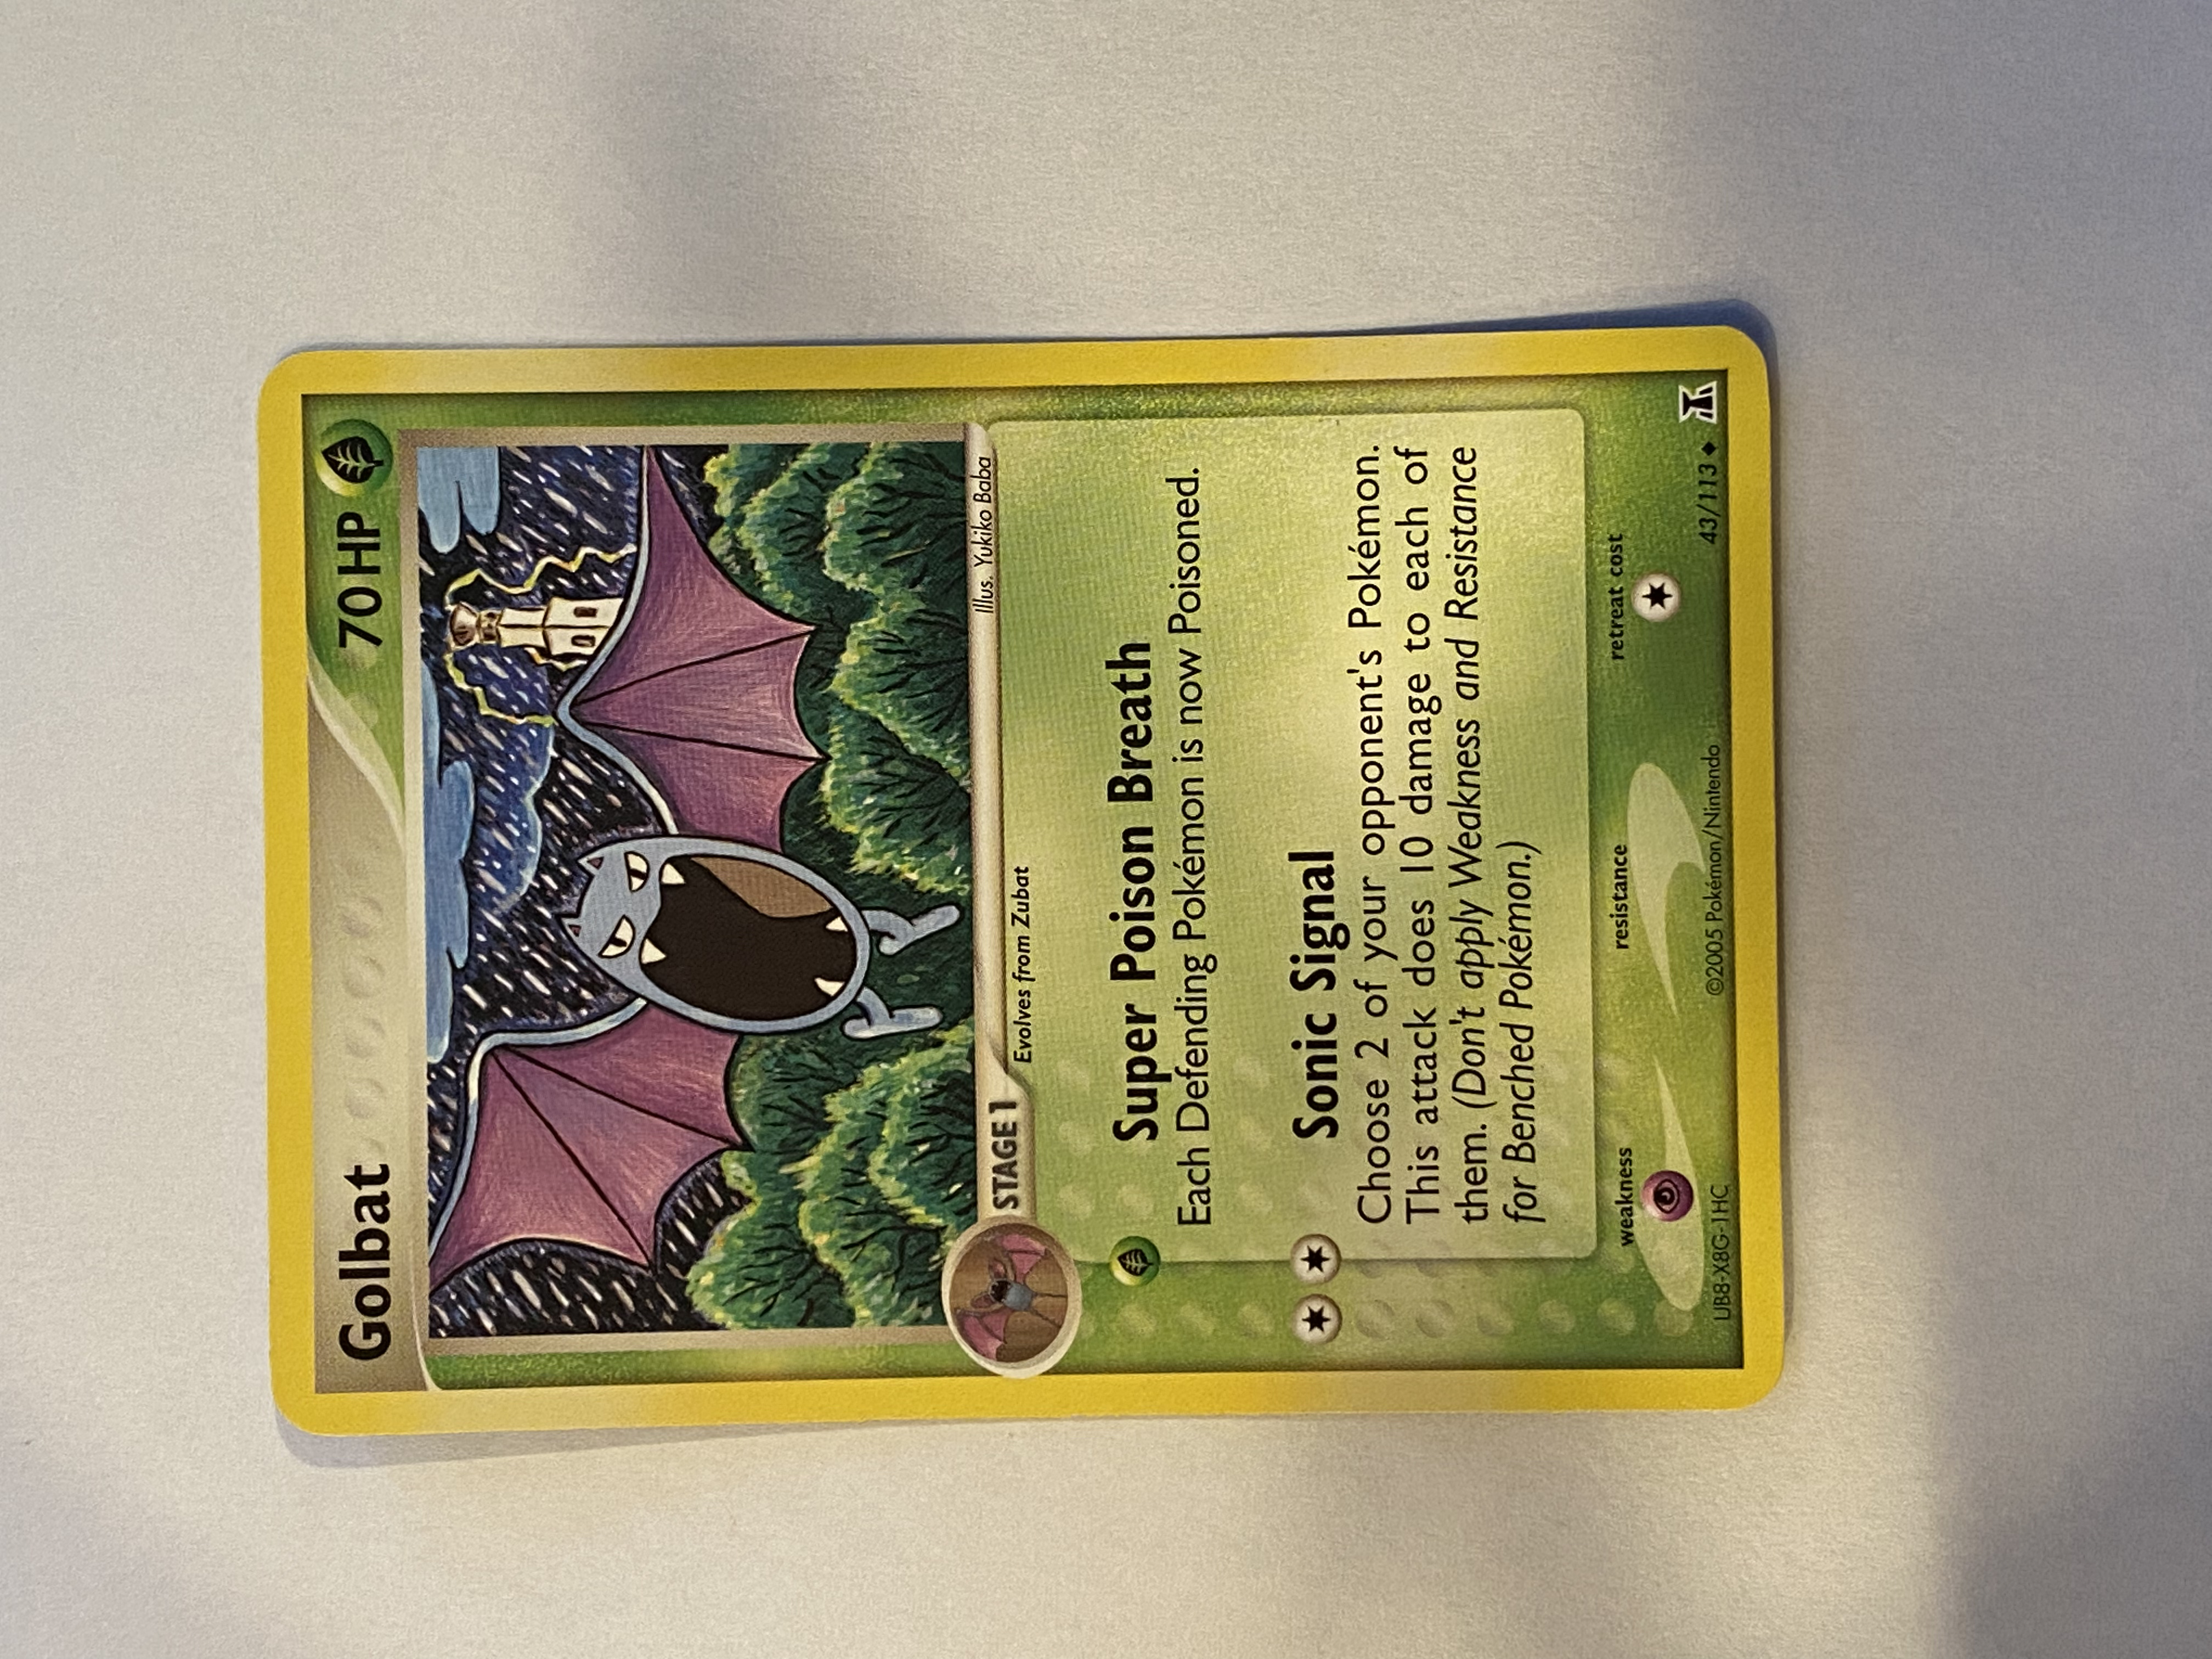 Golbat 70 HP
Illus. Yukiko Baba
STAGE 1
Evolves from Zubat
Super Poison Breath
Each Defending Pokémon is now Poisoned.
Sonic Signal
Choose 2 of your opponent's Pokémon.
This attack does 10 damage to each of
them. (Don't apply Weakness and Resistance
for Benched Pokémon.)
weakness resistance retreat cost
UB8-X8G-1HC ©2005 Pokémon/Nintendo 43/113